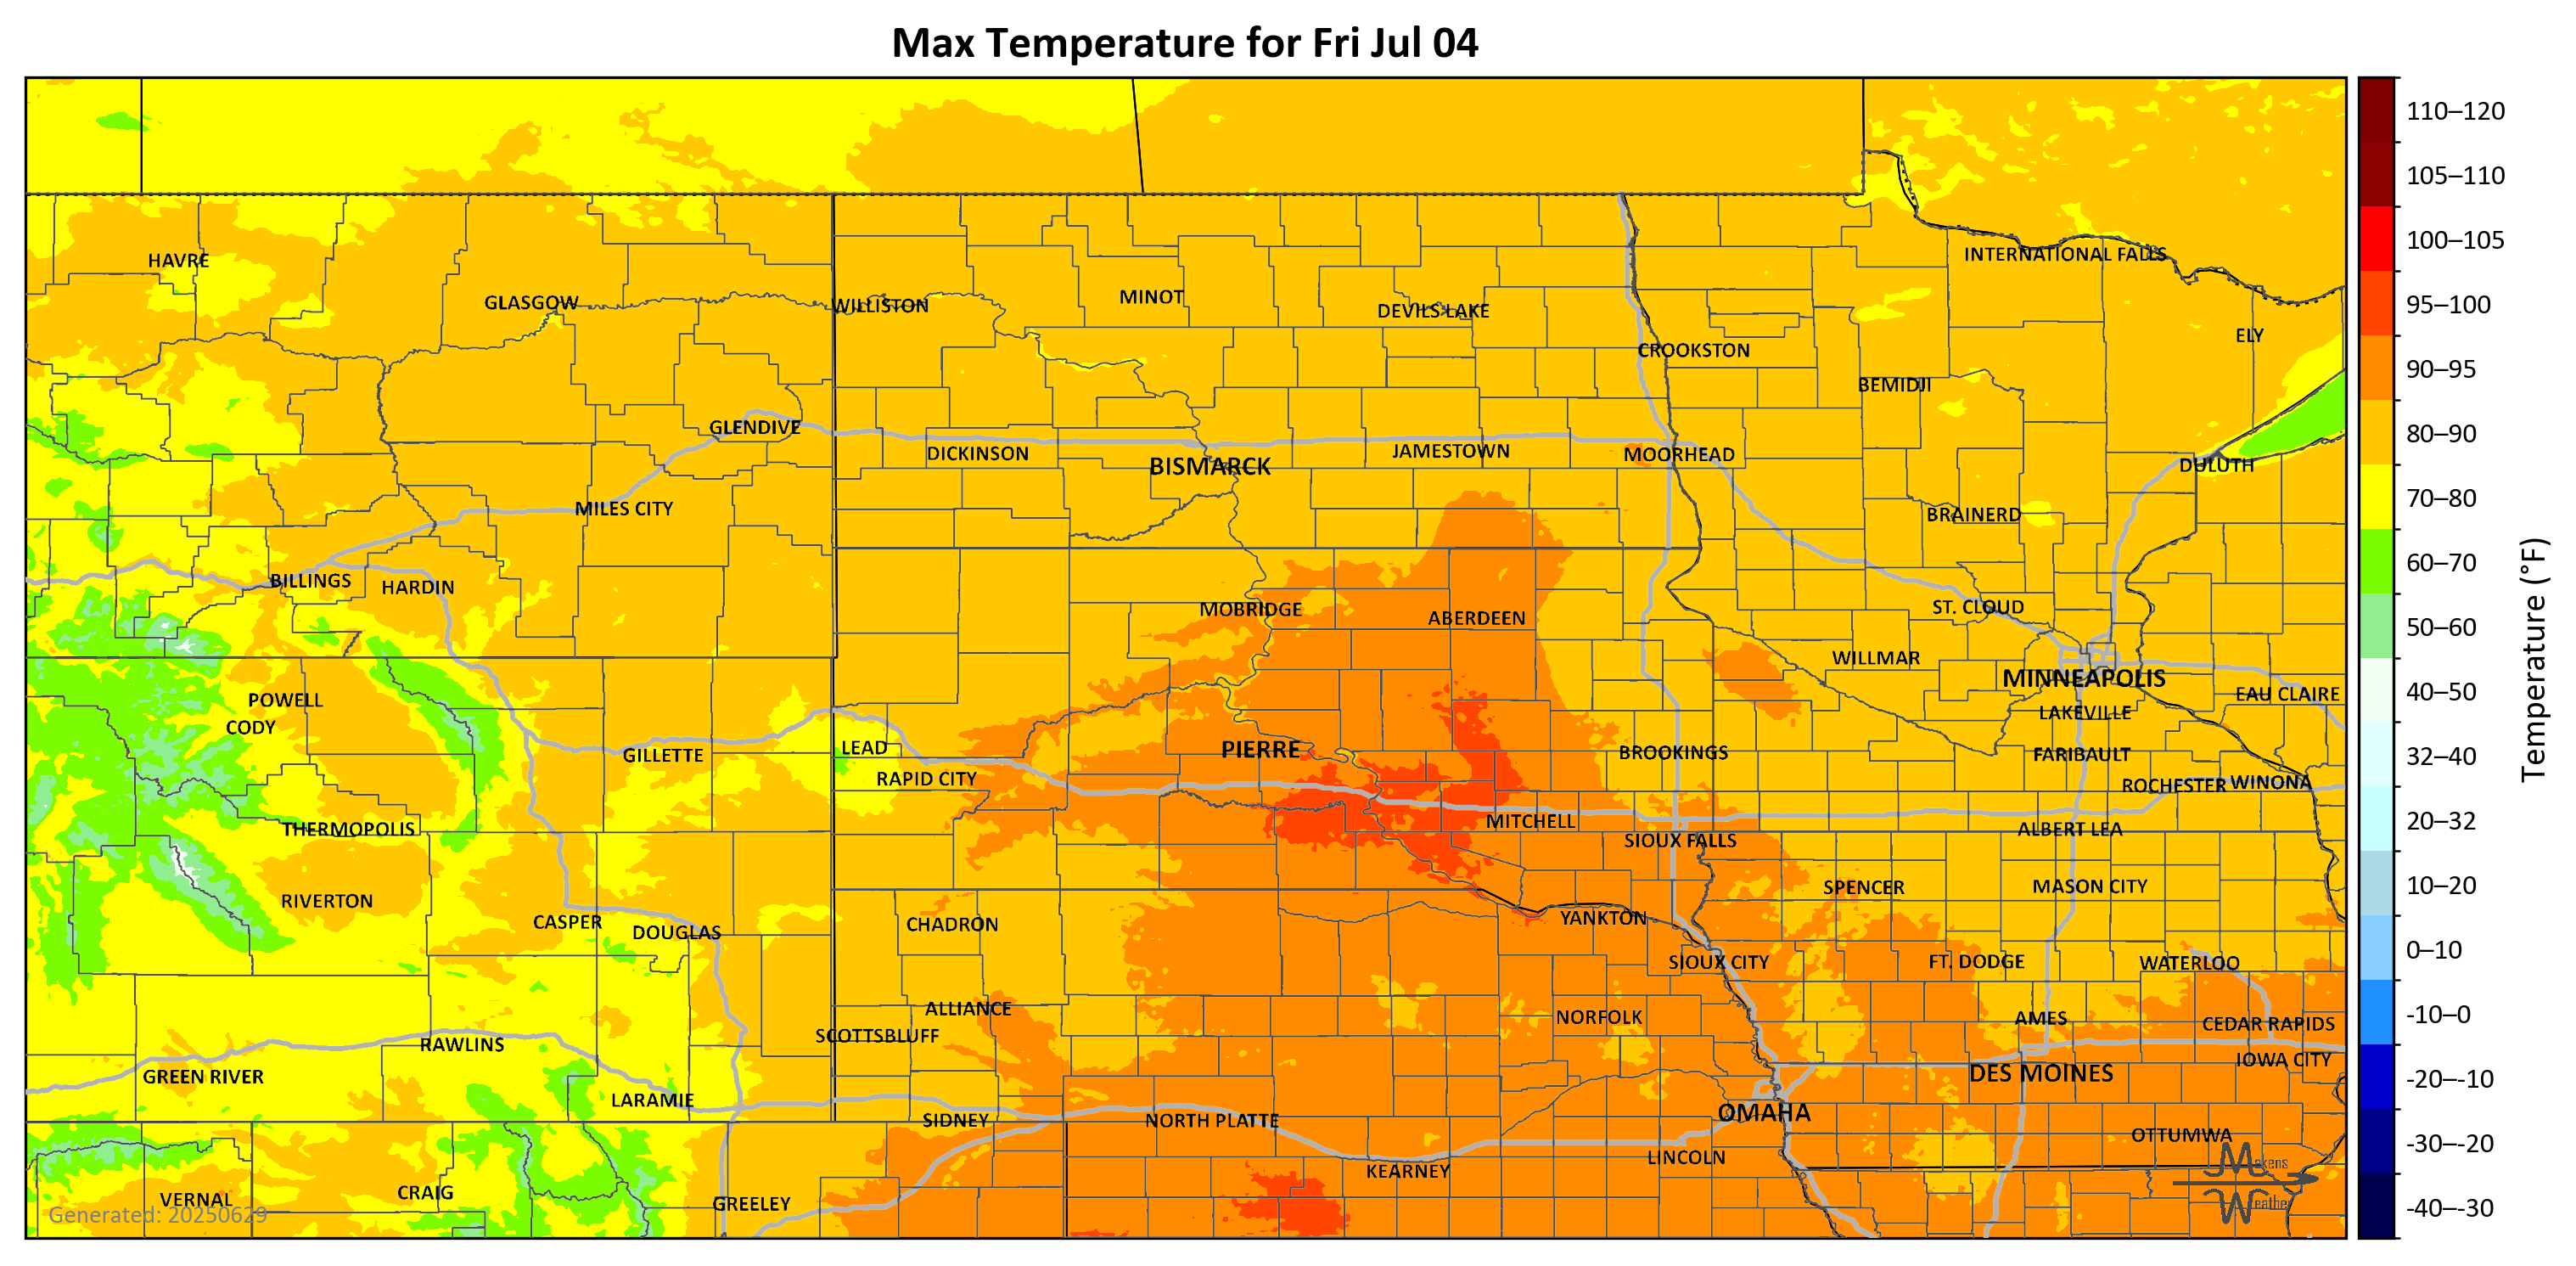 Max Temperature for Fri Jul 04
110–120
105–110
HAVRE
INTERNATIONAL FALLS
100–105
GLASGOW
WILLISTON
MINOT
DEVILS LAKE
95–100
CROOKSTON
ELY
BEMIDJI
90–95
GLENDIVE
DICKINSON
BISMARCK
JAMESTOWN
MOORHEAD
DULUTH
80–90
MILES CITY
BRAINERD
70–80
BILLINGS
HARDIN
60–70
MOBRIDGE
ABERDEEN
ST. CLOUD
50–60
WILLMAR
MINNEAPOLIS
POWELL
EAU CLAIRE
40–50
CODY
LAKEVILLE
GILLETTE
LEAD
PIERRE
BROOKINGS
FARIBAULT
32–40
Temperature (°F)
RAPID CITY
ROCHESTER
WINONA
THERMOPOLIS
MITCHELL
SIOUX FALLS
ALBERT LEA
20–32
RIVERTON
SPENCER
MASON CITY
10–20
CASPER
DOUGLAS
CHADRON
YANKTON
SIOUX CITY
FT. DODGE
WATERLOO
0–10
ALLIANCE
NORFOLK
AMES
CEDAR RAPIDS
-10–0
RAWLINS
SCOTTSBLUFF
IOWA CITY
GREEN RIVER
DES MOINES
-20–-10
LARAMIE
SIDNEY
NORTH PLATTE
OMAHA
OTTUMWA
-30–-20
KEARNEY
LINCOLN
Makens
VERNAL
CRAIG
GREELEY
Weather
-40–-30
Generated: 20250629